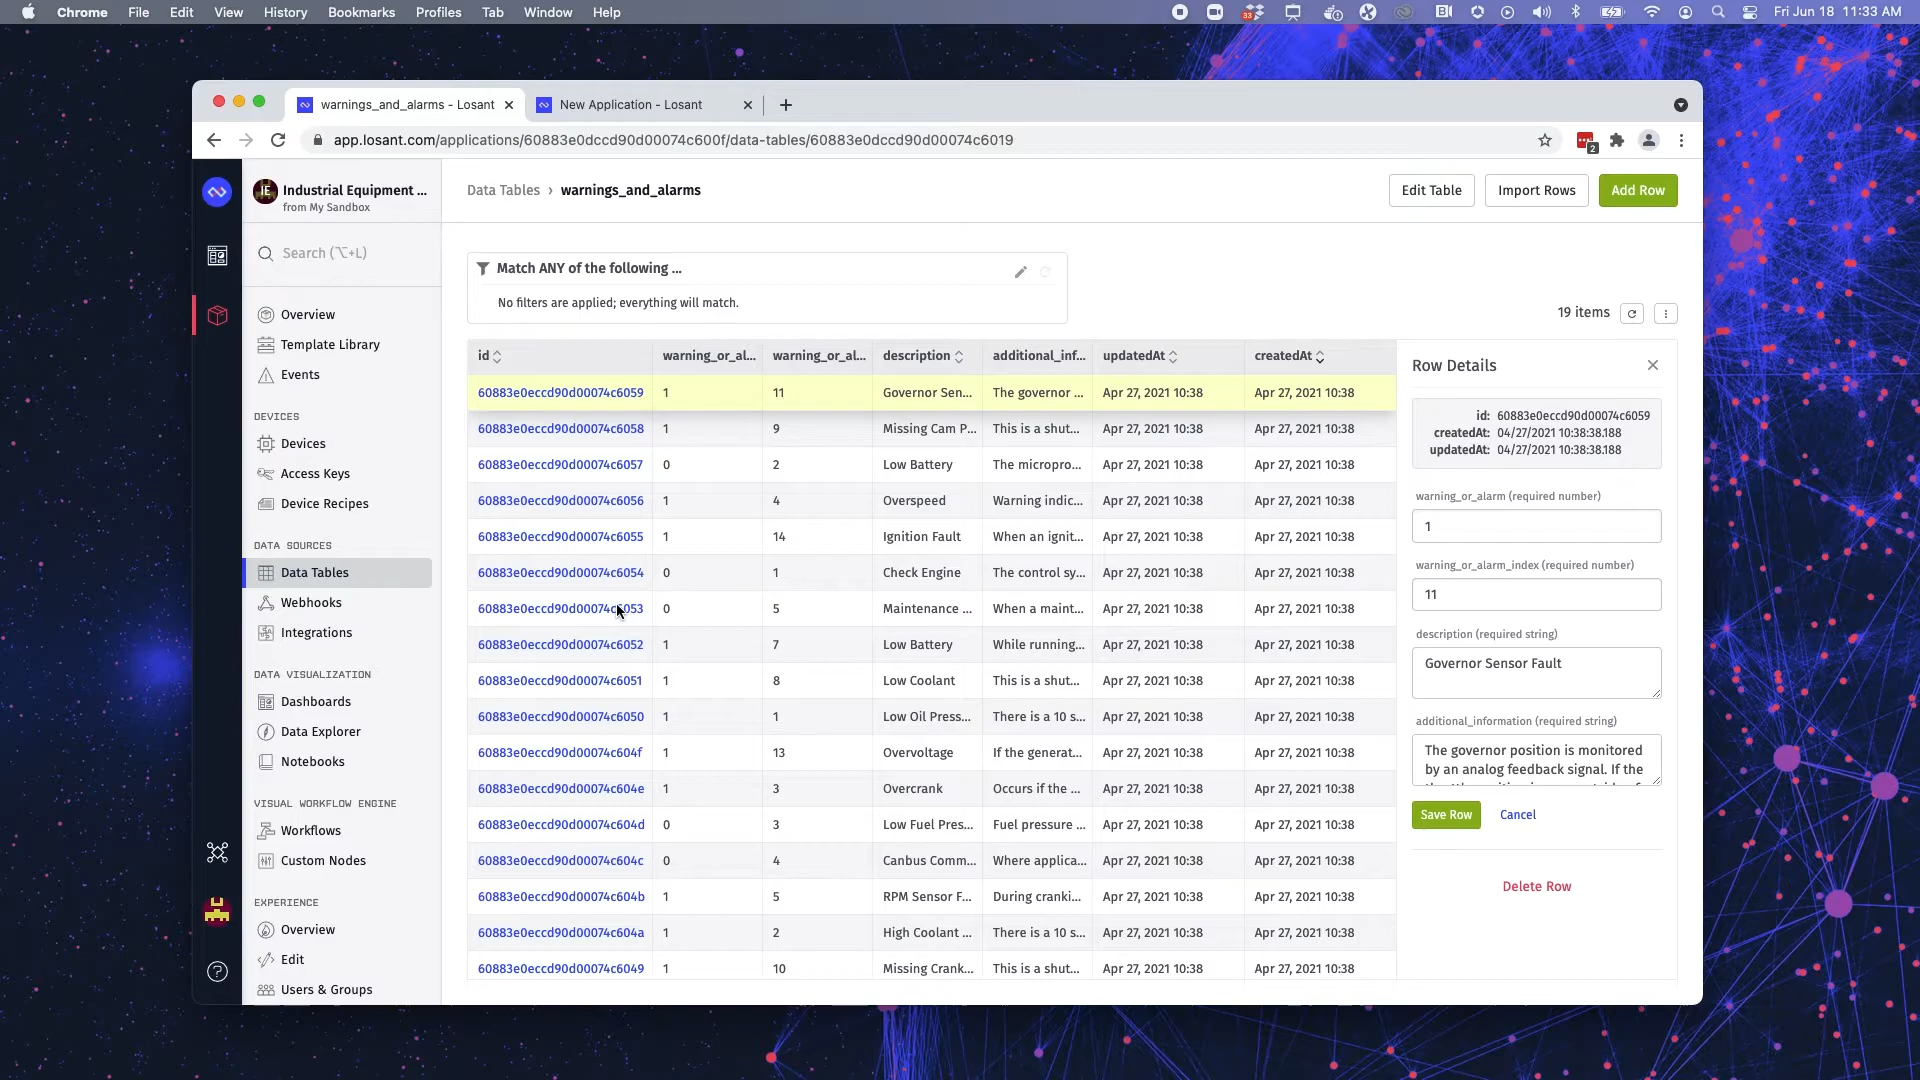 Chrome File Edit View History Bookmarks Profiles Tab Window Help
33
Fri Jun 18 11:33 AM
warnings_and_alarms - Losant
New Application - Losant
app.losant.com/applications/60883e0dccd90d00074c600f/data-tables/60883e0dccd90d00074c6019
2
IE
Industrial Equipment ...
from My Sandbox
Search (⌥+L)
Overview
Template Library
Events
DEVICES
Devices
Access Keys
Device Recipes
DATA SOURCES
Data Tables
Webhooks
Integrations
DATA VISUALIZATION
Dashboards
Data Explorer
Notebooks
VISUAL WORKFLOW ENGINE
Workflows
Custom Nodes
EXPERIENCE
Overview
Edit
Users & Groups
Data Tables › warnings_and_alarms
Edit Table
Import Rows
Add Row
Match ANY of the following ...
No filters are applied; everything will match.
19 items
id warning_or_al... warning_or_al... description additional_inf... updatedAt createdAt
60883e0eccd90d00074c6059 1 11 Governor Sen... The governor ... Apr 27, 2021 10:38 Apr 27, 2021 10:38
60883e0eccd90d00074c6058 1 9 Missing Cam P... This is a shut... Apr 27, 2021 10:38 Apr 27, 2021 10:38
60883e0eccd90d00074c6057 0 2 Low Battery The micropro... Apr 27, 2021 10:38 Apr 27, 2021 10:38
60883e0eccd90d00074c6056 1 4 Overspeed Warning indic... Apr 27, 2021 10:38 Apr 27, 2021 10:38
60883e0eccd90d00074c6055 1 14 Ignition Fault When an ignit... Apr 27, 2021 10:38 Apr 27, 2021 10:38
60883e0eccd90d00074c6054 0 1 Check Engine The control sy... Apr 27, 2021 10:38 Apr 27, 2021 10:38
60883e0eccd90d00074c6053 0 5 Maintenance ... When a maint... Apr 27, 2021 10:38 Apr 27, 2021 10:38
60883e0eccd90d00074c6052 1 7 Low Battery While running... Apr 27, 2021 10:38 Apr 27, 2021 10:38
60883e0eccd90d00074c6051 1 8 Low Coolant This is a shut... Apr 27, 2021 10:38 Apr 27, 2021 10:38
60883e0eccd90d00074c6050 1 1 Low Oil Press... There is a 10 s... Apr 27, 2021 10:38 Apr 27, 2021 10:38
60883e0eccd90d00074c604f 1 13 Overvoltage If the generat... Apr 27, 2021 10:38 Apr 27, 2021 10:38
60883e0eccd90d00074c604e 1 3 Overcrank Occurs if the ... Apr 27, 2021 10:38 Apr 27, 2021 10:38
60883e0eccd90d00074c604d 0 3 Low Fuel Pres... Fuel pressure ... Apr 27, 2021 10:38 Apr 27, 2021 10:38
60883e0eccd90d00074c604c 0 4 Canbus Comm... Where applica... Apr 27, 2021 10:38 Apr 27, 2021 10:38
60883e0eccd90d00074c604b 1 5 RPM Sensor F... During cranki... Apr 27, 2021 10:38 Apr 27, 2021 10:38
60883e0eccd90d00074c604a 1 2 High Coolant ... There is a 10 s... Apr 27, 2021 10:38 Apr 27, 2021 10:38
60883e0eccd90d00074c6049 1 10 Missing Crank... This is a shut... Apr 27, 2021 10:38 Apr 27, 2021 10:38
Row Details
id: 60883e0eccd90d00074c6059
createdAt: 04/27/2021 10:38:38.188
updatedAt: 04/27/2021 10:38:38.188
warning_or_alarm (required number)
1
warning_or_alarm_index (required number)
11
description (required string)
Governor Sensor Fault
additional_information (required string)
The governor position is monitored
by an analog feedback signal. If the
Save Row
Cancel
Delete Row